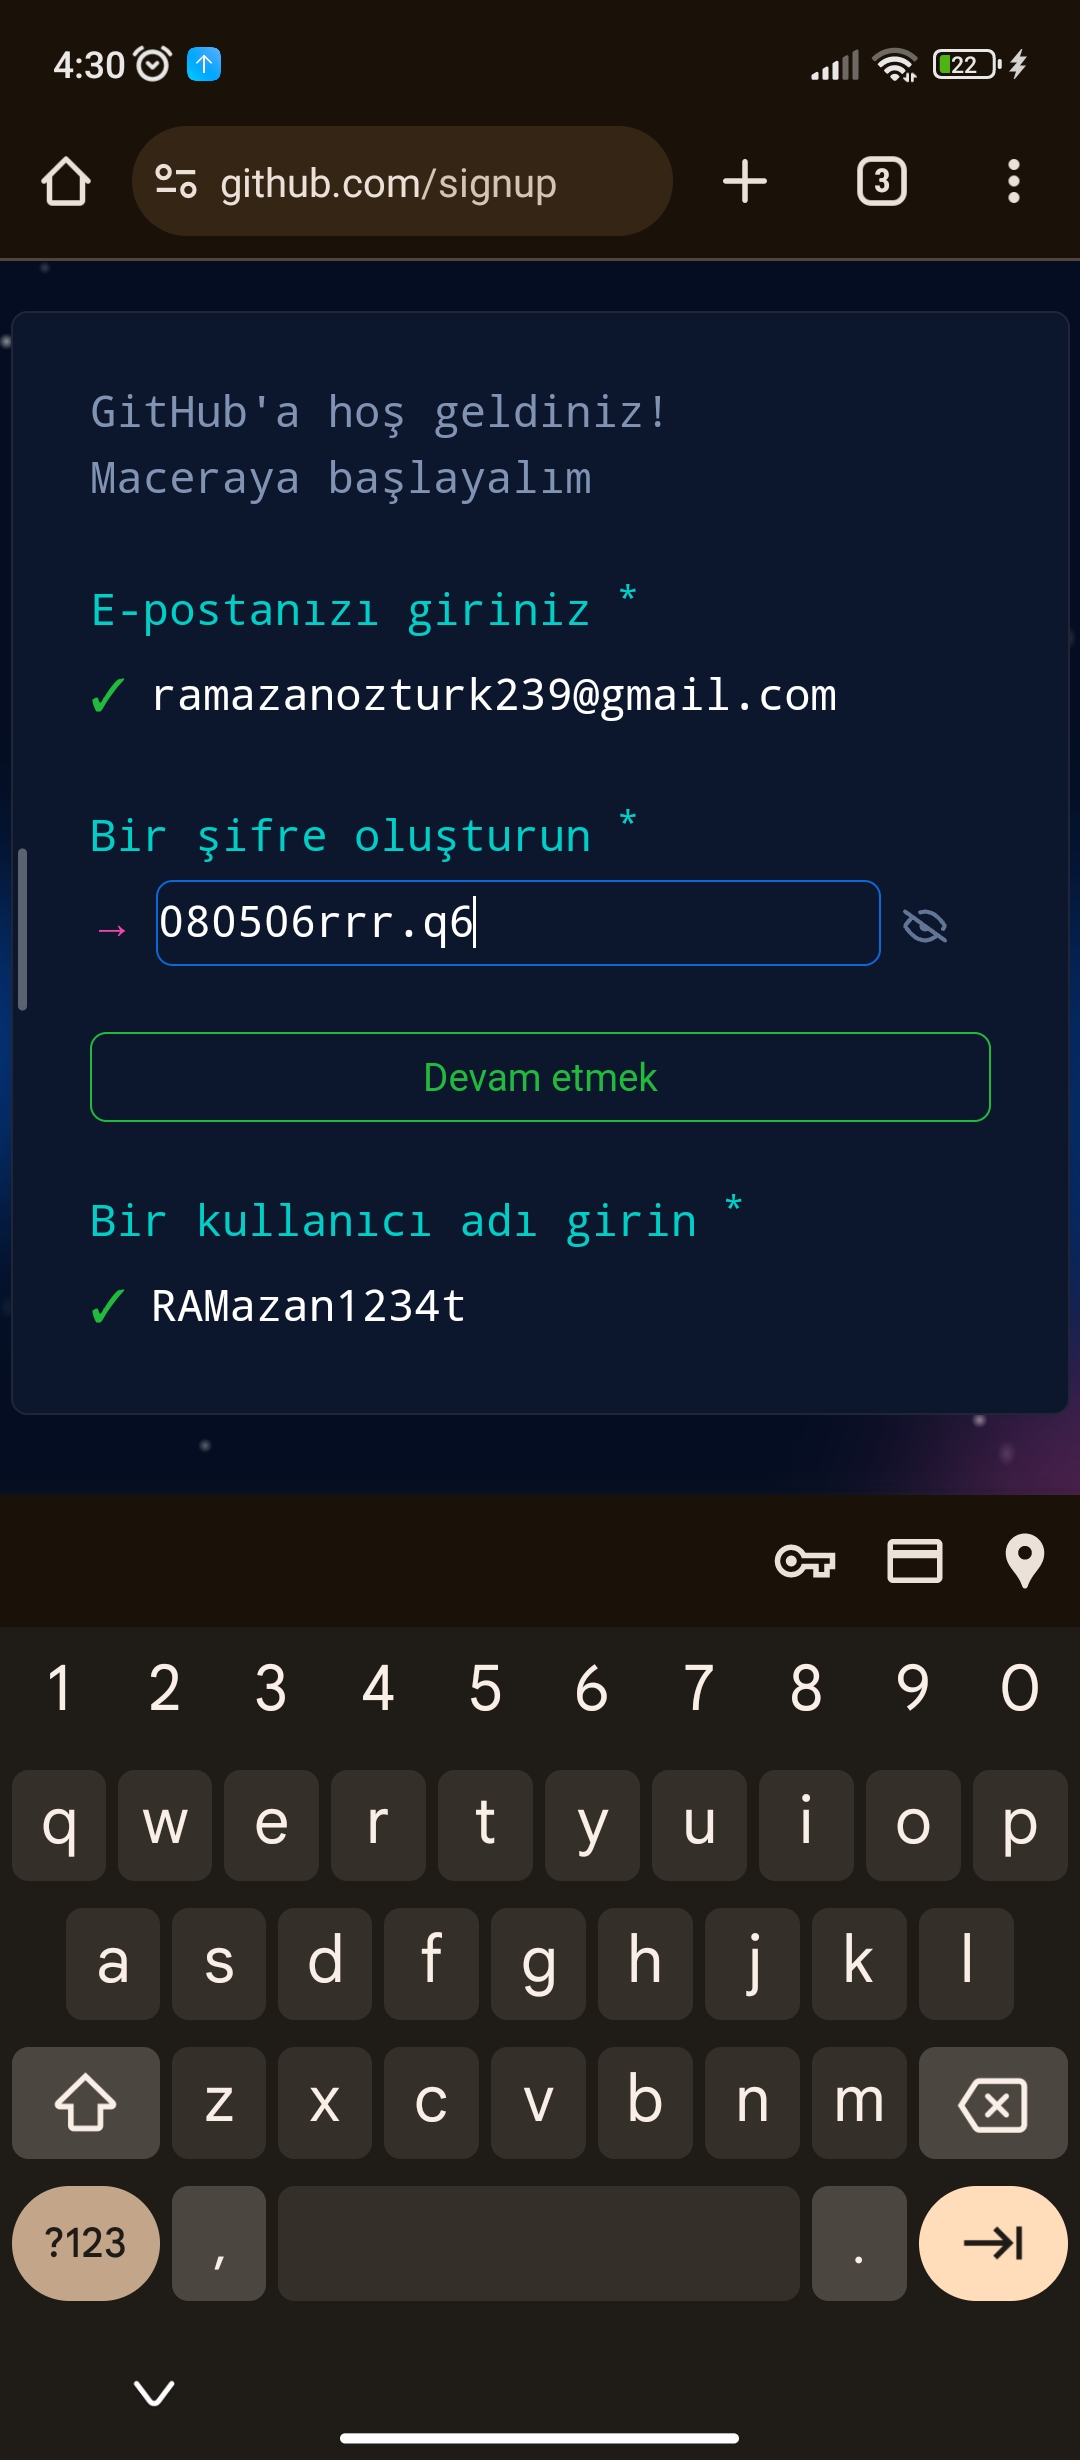 4:30
22
github.com/signup
3
GitHub'a hoş geldiniz!
Maceraya başlayalım
E-postanızı giriniz *
✓ ramazanozturk239@gmail.com
Bir şifre oluşturun *
→ 080506rrr.q6
Devam etmek
Bir kullanıcı adı girin *
✓ RAMazan1234t
1 2 3 4 5 6 7 8 9 0
q w e r t y u i o p
a s d f g h j k l
z x c v b n m
?123 , .